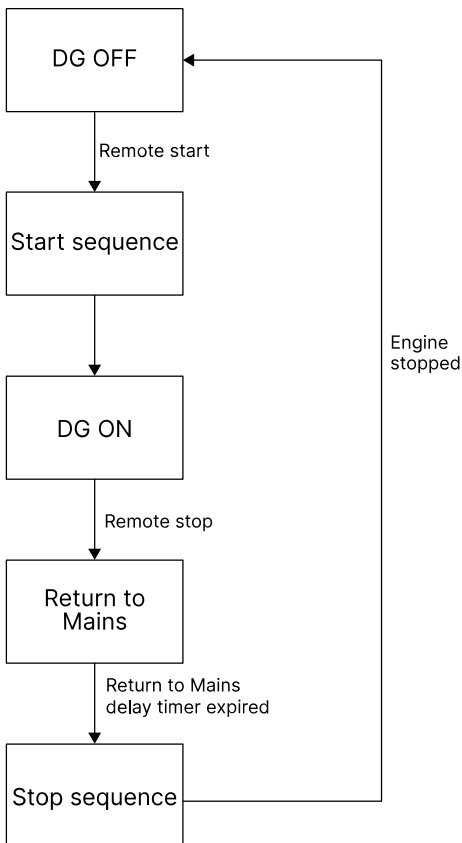 DG OFF
Remote start
Start sequence
Engine
stopped
DG ON
Remote stop
Return to
Mains
Return to Mains
delay timer expired
Stop sequence